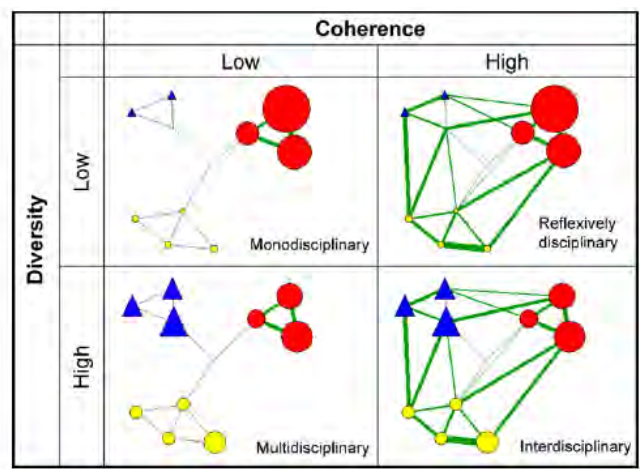 Coherence
Low
High
Diversity
Low
Monodisciplinary
Reflexively
disciplinary
High
Multidisciplinary
Interdisciplinary